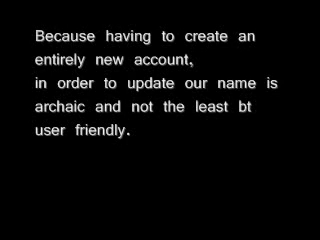 Because having to create an
entirely new account,
in order to update our name is
archaic and not the least bt
user friendly.